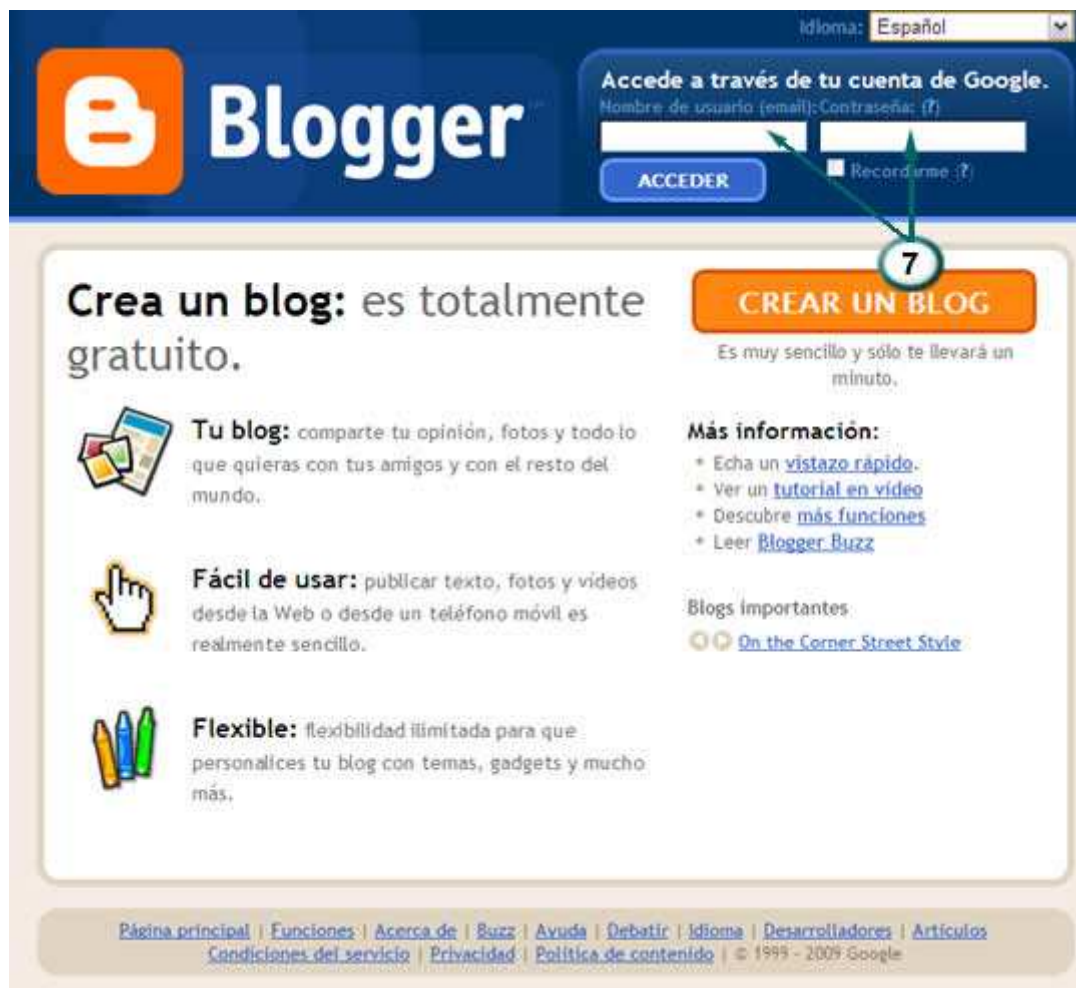 Idioma: Español
Blogger
Accede a través de tu cuenta de Google.
Nombre de usuario (email): Contraseña: (?)
ACCEDER
Recordarme (?)
7
Crea un blog: es totalmente
gratuito.
CREAR UN BLOG
Es muy sencillo y sólo te llevará un
minuto.
Tu blog: comparte tu opinión, fotos y todo lo
que quieras con tus amigos y con el resto del
mundo.
Fácil de usar: publicar texto, fotos y vídeos
desde la Web o desde un teléfono móvil es
realmente sencillo.
Flexible: flexibilidad ilimitada para que
personalices tu blog con temas, gadgets y mucho
más.
Más información:
Echa un vistazo rápido.
Ver un tutorial en vídeo
Descubre más funciones
Leer Blogger Buzz
Blogs importantes
On the Corner Street Style
Página principal | Funciones | Acerca de | Buzz | Ayuda | Debatir | Idioma | Desarrolladores | Artículos
Condiciones del servicio | Privacidad | Política de contenido | © 1999 - 2009 Google